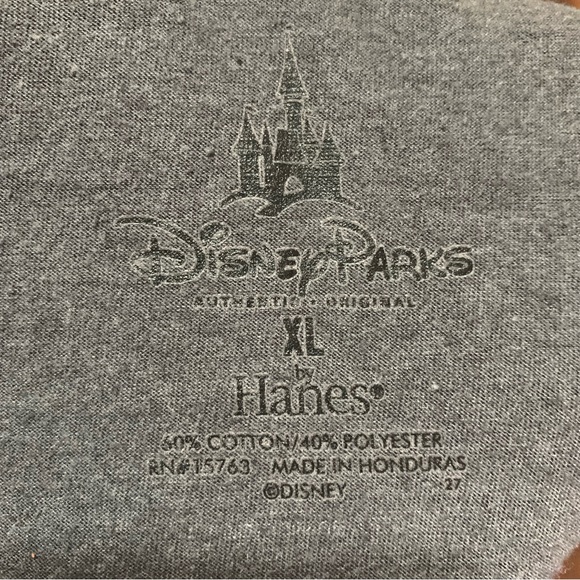 Disney Parks
AUTHENTIC • ORIGINAL
XL
by
Hanes®
60% COTTON/40% POLYESTER
RN#15763 MADE IN HONDURAS
©DISNEY 27